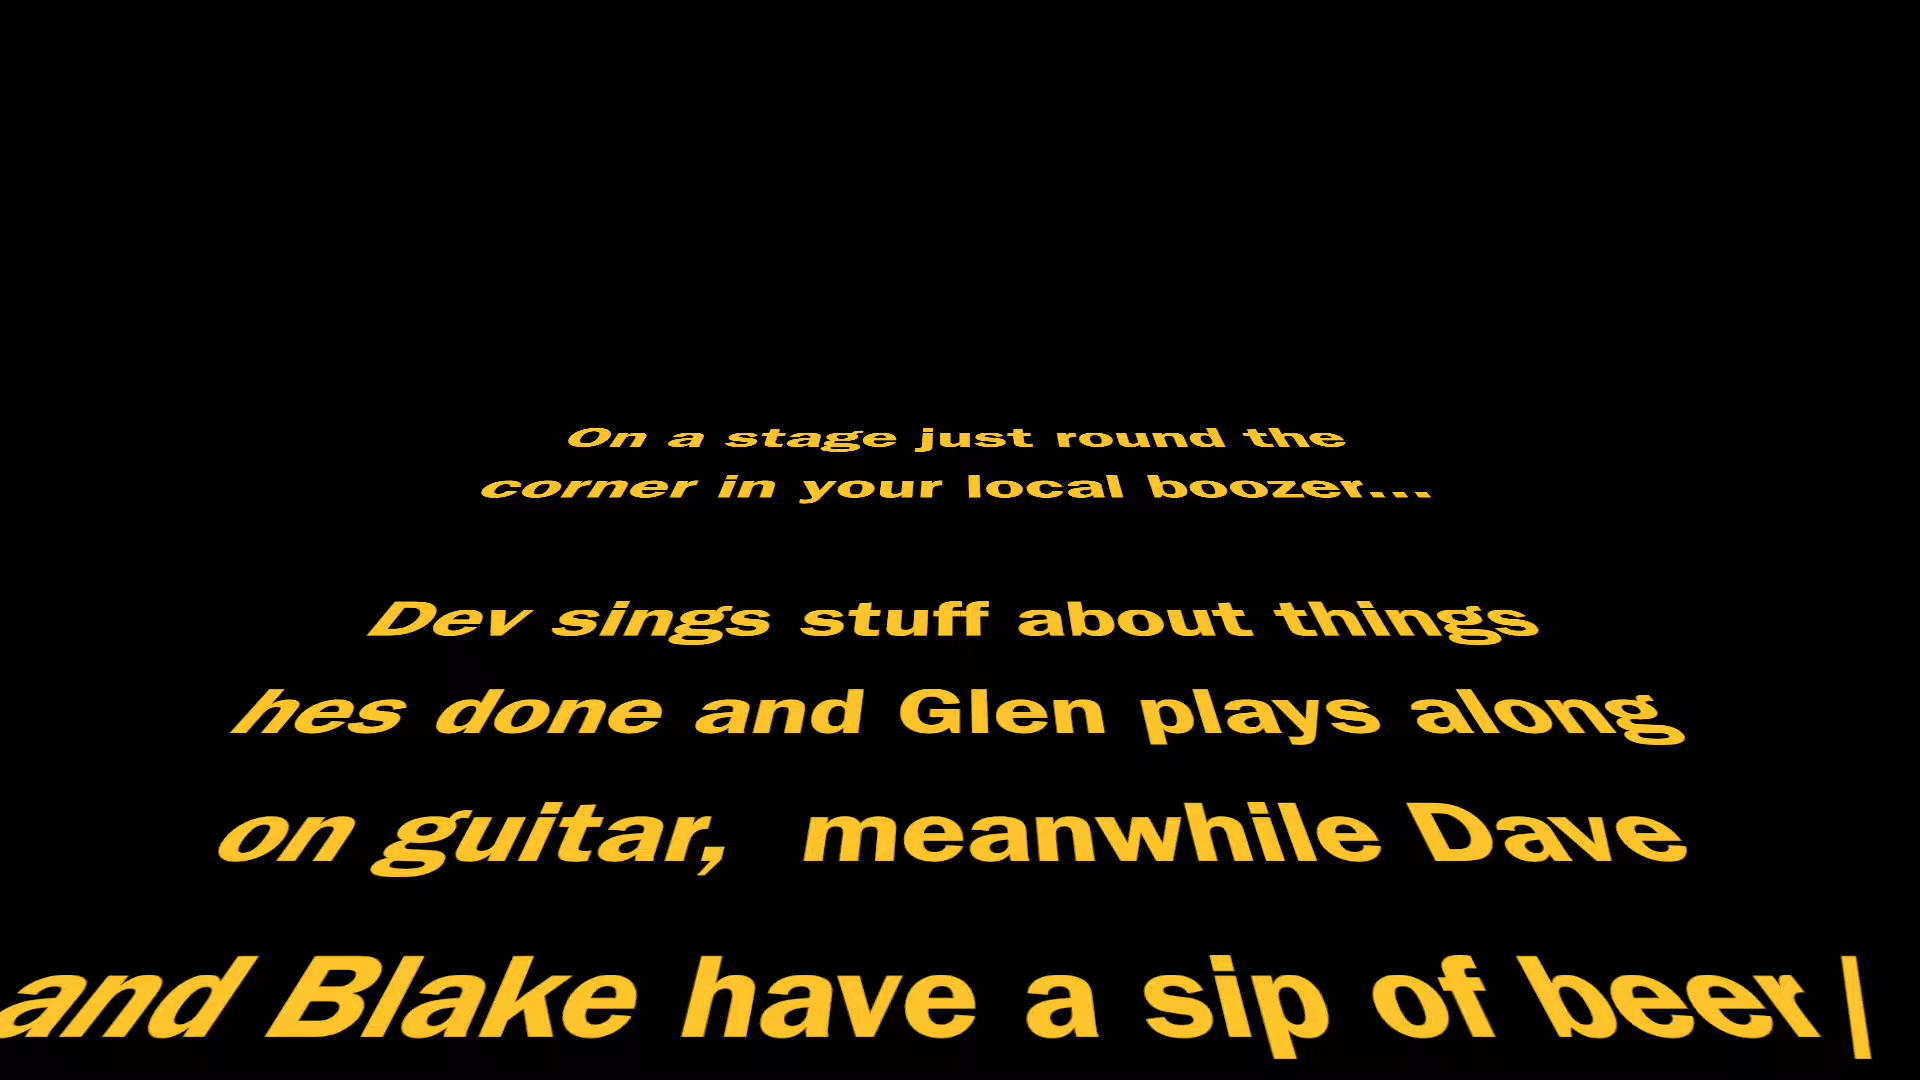 On a stage just round the
corner in your local boozer...
Dev sings stuff about things
hes done and Glen plays along
on guitar,  meanwhile Dave
and Blake have a sip of beer |